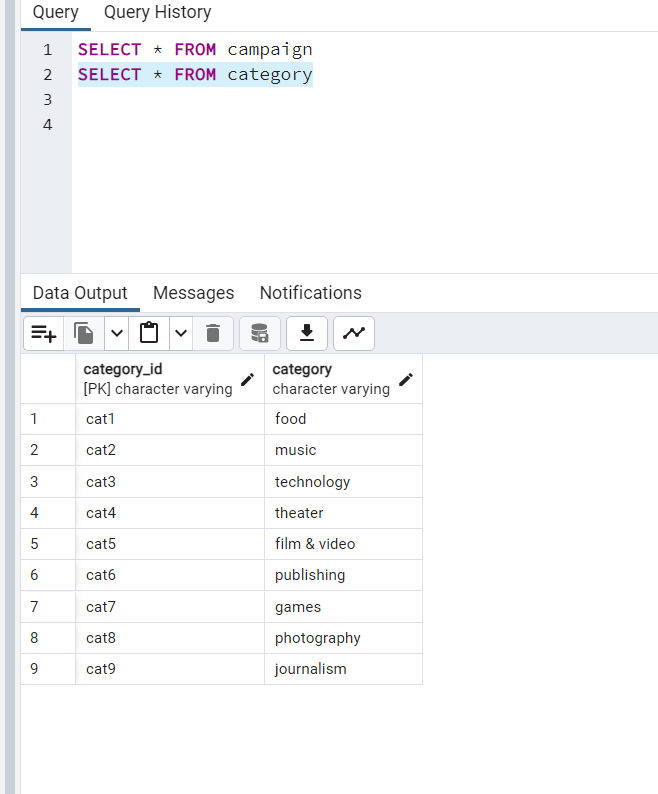 Query Query History
1 SELECT * FROM campaign
2 SELECT * FROM category
3
4
Data Output Messages Notifications
category_id category
[PK] character varying character varying
1 cat1 food
2 cat2 music
3 cat3 technology
4 cat4 theater
5 cat5 film & video
6 cat6 publishing
7 cat7 games
8 cat8 photography
9 cat9 journalism